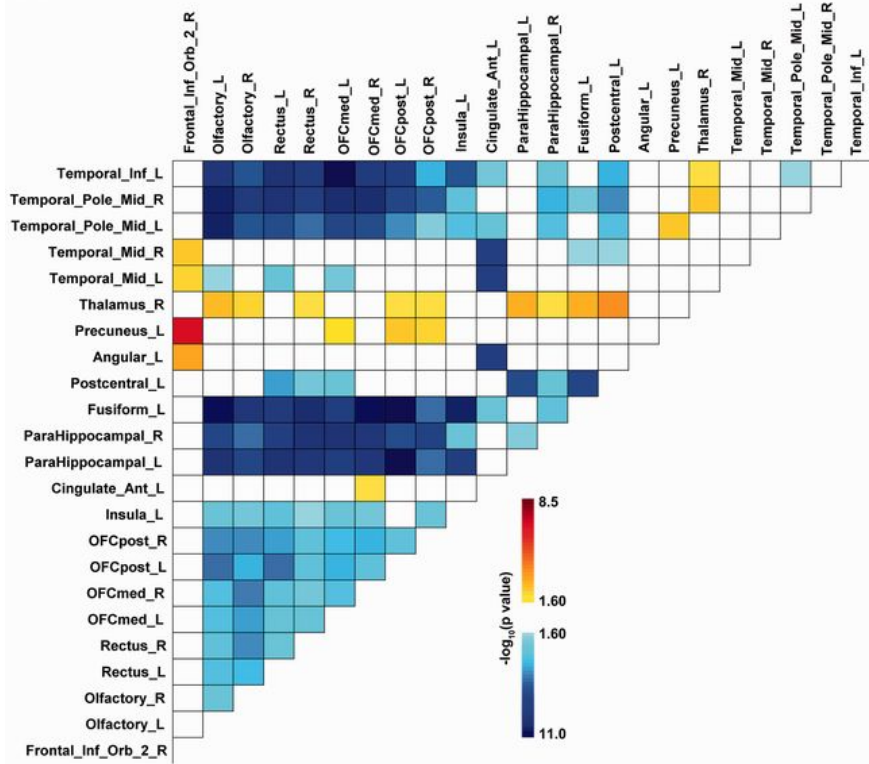 Frontal_Inf_Orb_2_R
Olfactory_L
Olfactory_R
Rectus_L
Rectus_R
OFCmed_L
OFCmed_R
OFCpost_L
OFCpost_R
Insula_L
Cingulate_Ant_L
ParaHippocampal_L
ParaHippocampal_R
Fusiform_L
Postcentral_L
Angular_L
Precuneus_L
Thalamus_R
Temporal_Mid_L
Temporal_Mid_R
Temporal_Pole_Mid_L
Temporal_Pole_Mid_R
Temporal_Inf_L
Temporal_Inf_L
Temporal_Pole_Mid_R
Temporal_Pole_Mid_L
Temporal_Mid_R
Temporal_Mid_L
Thalamus_R
Precuneus_L
Angular_L
Postcentral_L
Fusiform_L
ParaHippocampal_R
ParaHippocampal_L
Cingulate_Ant_L
Insula_L
OFCpost_R
OFCpost_L
OFCmed_R
OFCmed_L
Rectus_R
Rectus_L
Olfactory_R
Olfactory_L
Frontal_Inf_Orb_2_R
8.5
1.60
1.60
11.0
-log10(p value)